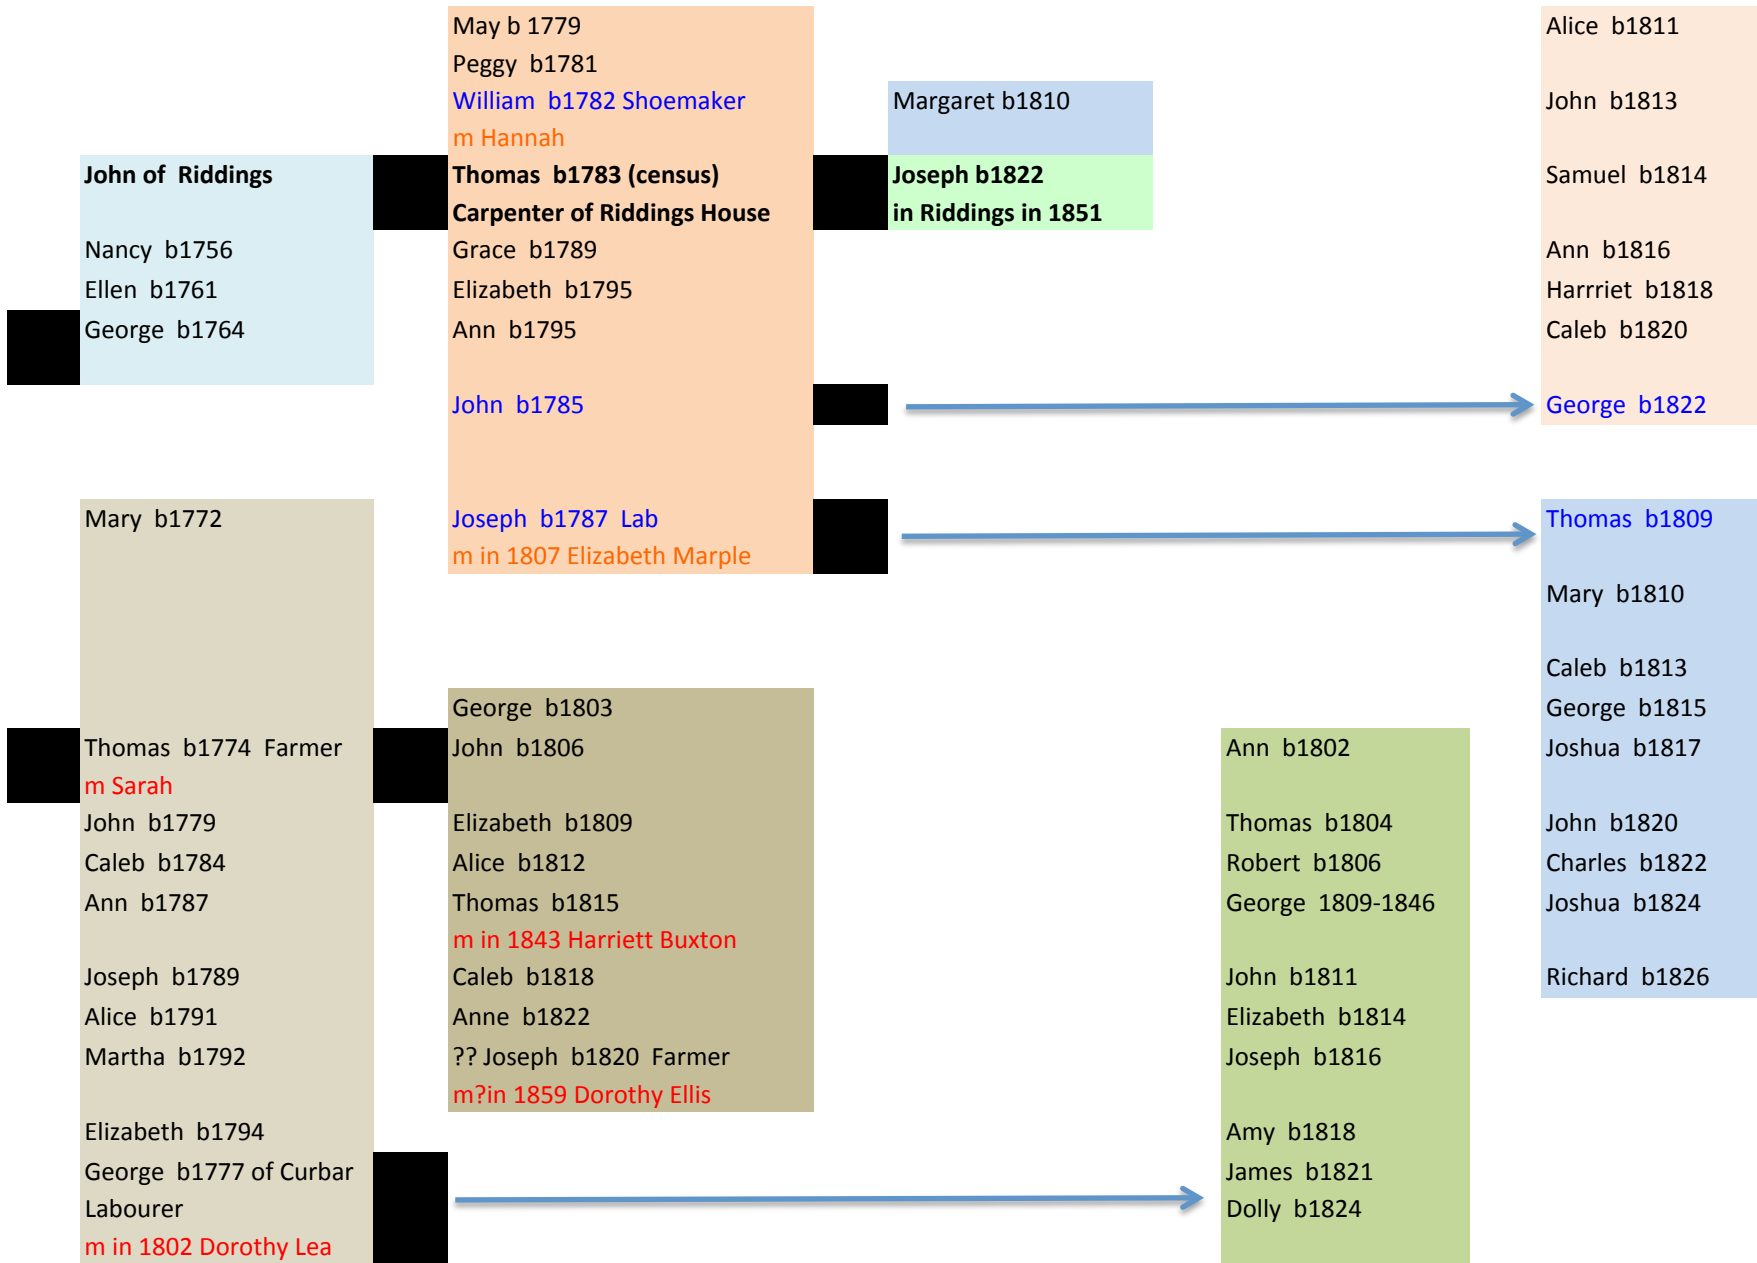 John of Riddings
Nancy b1756
Ellen b1761
George b1764
Mary b1772
Thomas b1774 Farmer
m Sarah
John b1779
Caleb b1784
Ann b1787
Joseph b1789
Alice b1791
Martha b1792
Elizabeth b1794
George b1777 of Curbar
Labourer
m in 1802 Dorothy Lea
May b 1779
Peggy b1781
William b1782 Shoemaker
m Hannah
Thomas b1783 (census)
Carpenter of Riddings House
Grace b1789
Elizabeth b1795
Ann b1795
John b1785
Joseph b1787 Lab
m in 1807 Elizabeth Marple
George b1803
John b1806
Elizabeth b1809
Alice b1812
Thomas b1815
m in 1843 Harriett Buxton
Caleb b1818
Anne b1822
?? Joseph b1820 Farmer
m?in 1859 Dorothy Ellis
Margaret b1810
Joseph b1822
in Riddings in 1851
Ann b1802
Thomas b1804
Robert b1806
George 1809-1846
John b1811
Elizabeth b1814
Joseph b1816
Amy b1818
James b1821
Dolly b1824
Alice b1811
John b1813
Samuel b1814
Ann b1816
Harrriet b1818
Caleb b1820
George b1822
Thomas b1809
Mary b1810
Caleb b1813
George b1815
Joshua b1817
John b1820
Charles b1822
Joshua b1824
Richard b1826